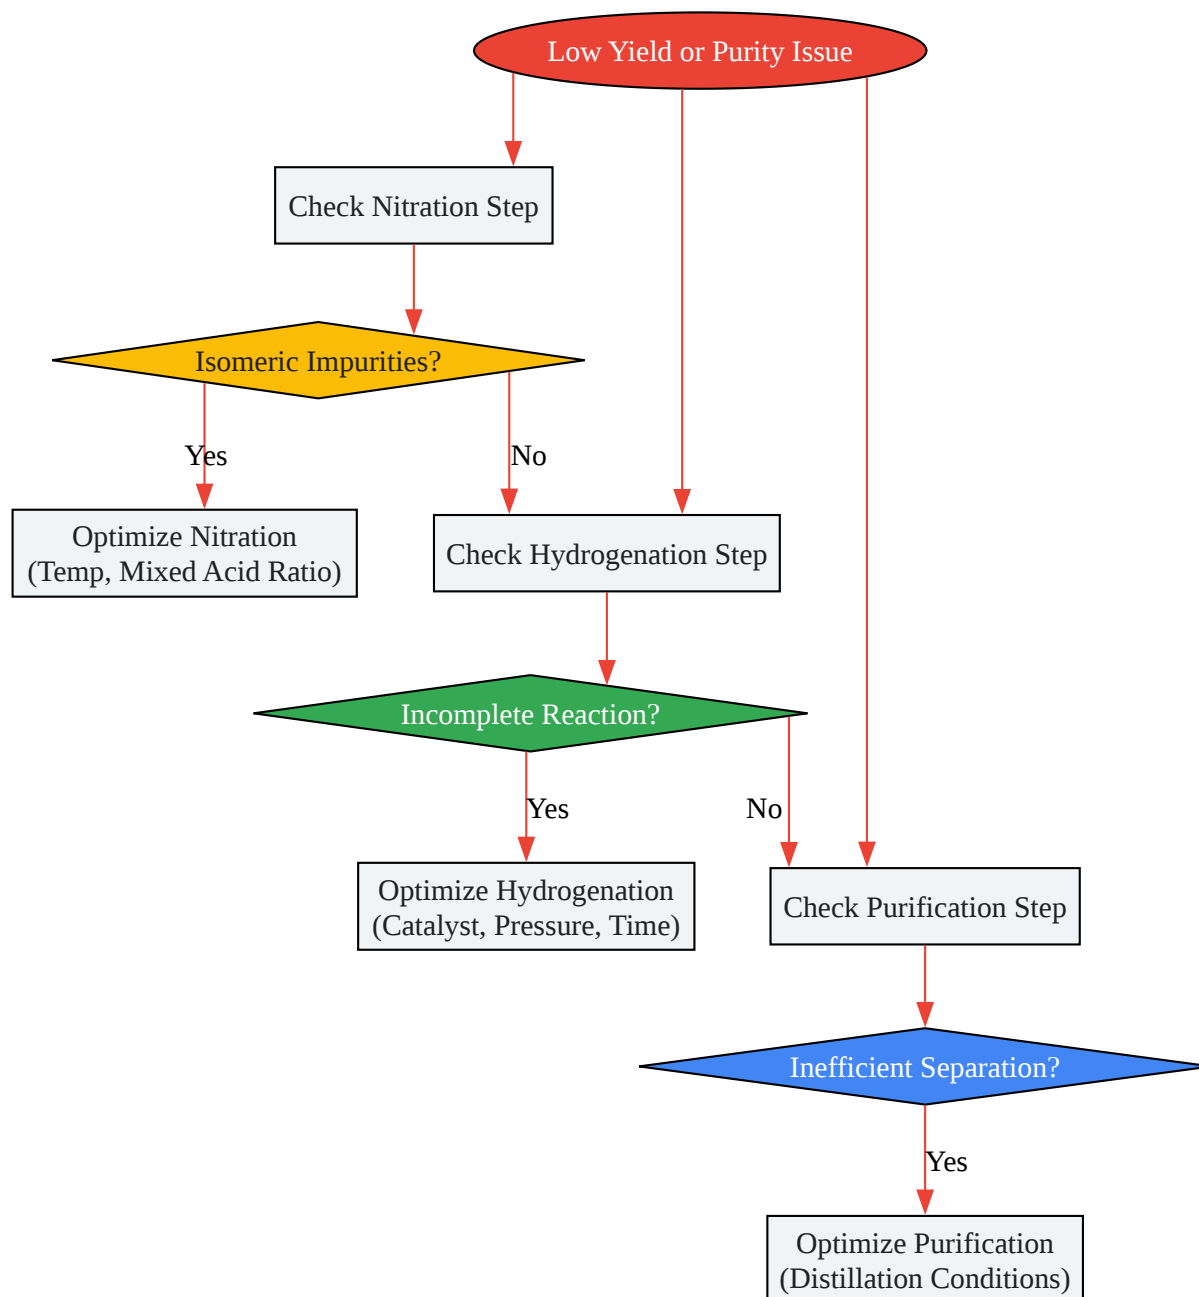 Low Yield or Purity Issue
Check Nitration Step
Isomeric Impurities?
Yes
No
Optimize Nitration
(Temp, Mixed Acid Ratio)
Check Hydrogenation Step
Incomplete Reaction?
Yes
No
Optimize Hydrogenation
(Catalyst, Pressure, Time)
Check Purification Step
Inefficient Separation?
Yes
Optimize Purification
(Distillation Conditions)